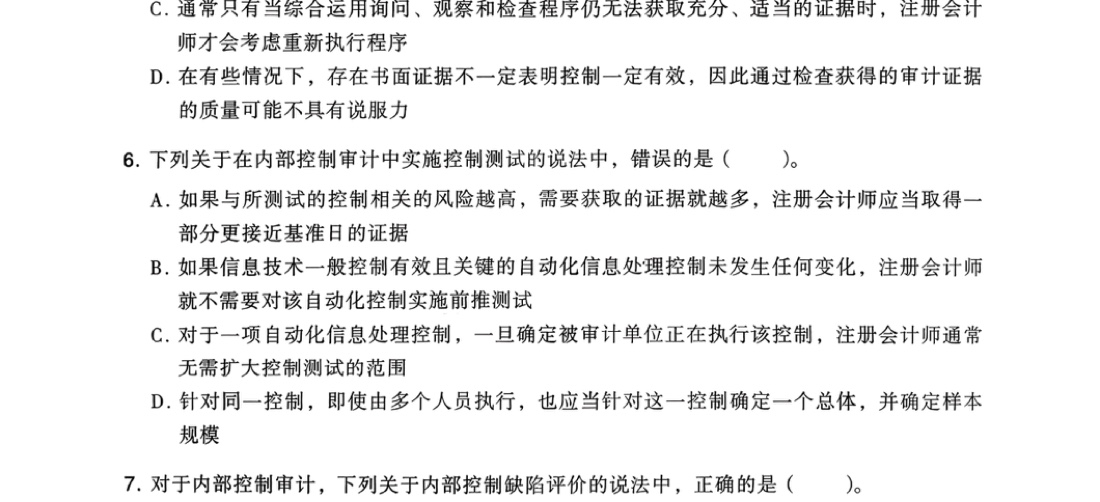 C. 通常只有当综合运用询问、观察和检查程序仍无法获取充分、适当的证据时，注册会计
师才会考虑重新执行程序
D. 在有些情况下，存在书面证据不一定表明控制一定有效，因此通过检查获得的审计证据
的质量可能不具有说服力
6. 下列关于在内部控制审计中实施控制测试的说法中，错误的是（　　）。
A. 如果与所测试的控制相关的风险越高，需要获取的证据就越多，注册会计师应当取得一
部分更接近基准日的证据
B. 如果信息技术一般控制有效且关键的自动化信息处理控制未发生任何变化，注册会计师
就不需要对该自动化控制实施前推测试
C. 对于一项自动化信息处理控制，一旦确定被审计单位正在执行该控制，注册会计师通常
无需扩大控制测试的范围
D. 针对同一控制，即使由多个人员执行，也应当针对这一控制确定一个总体，并确定样本
规模
7. 对于内部控制审计，下列关于内部控制缺陷评价的说法中，正确的是（　　）。